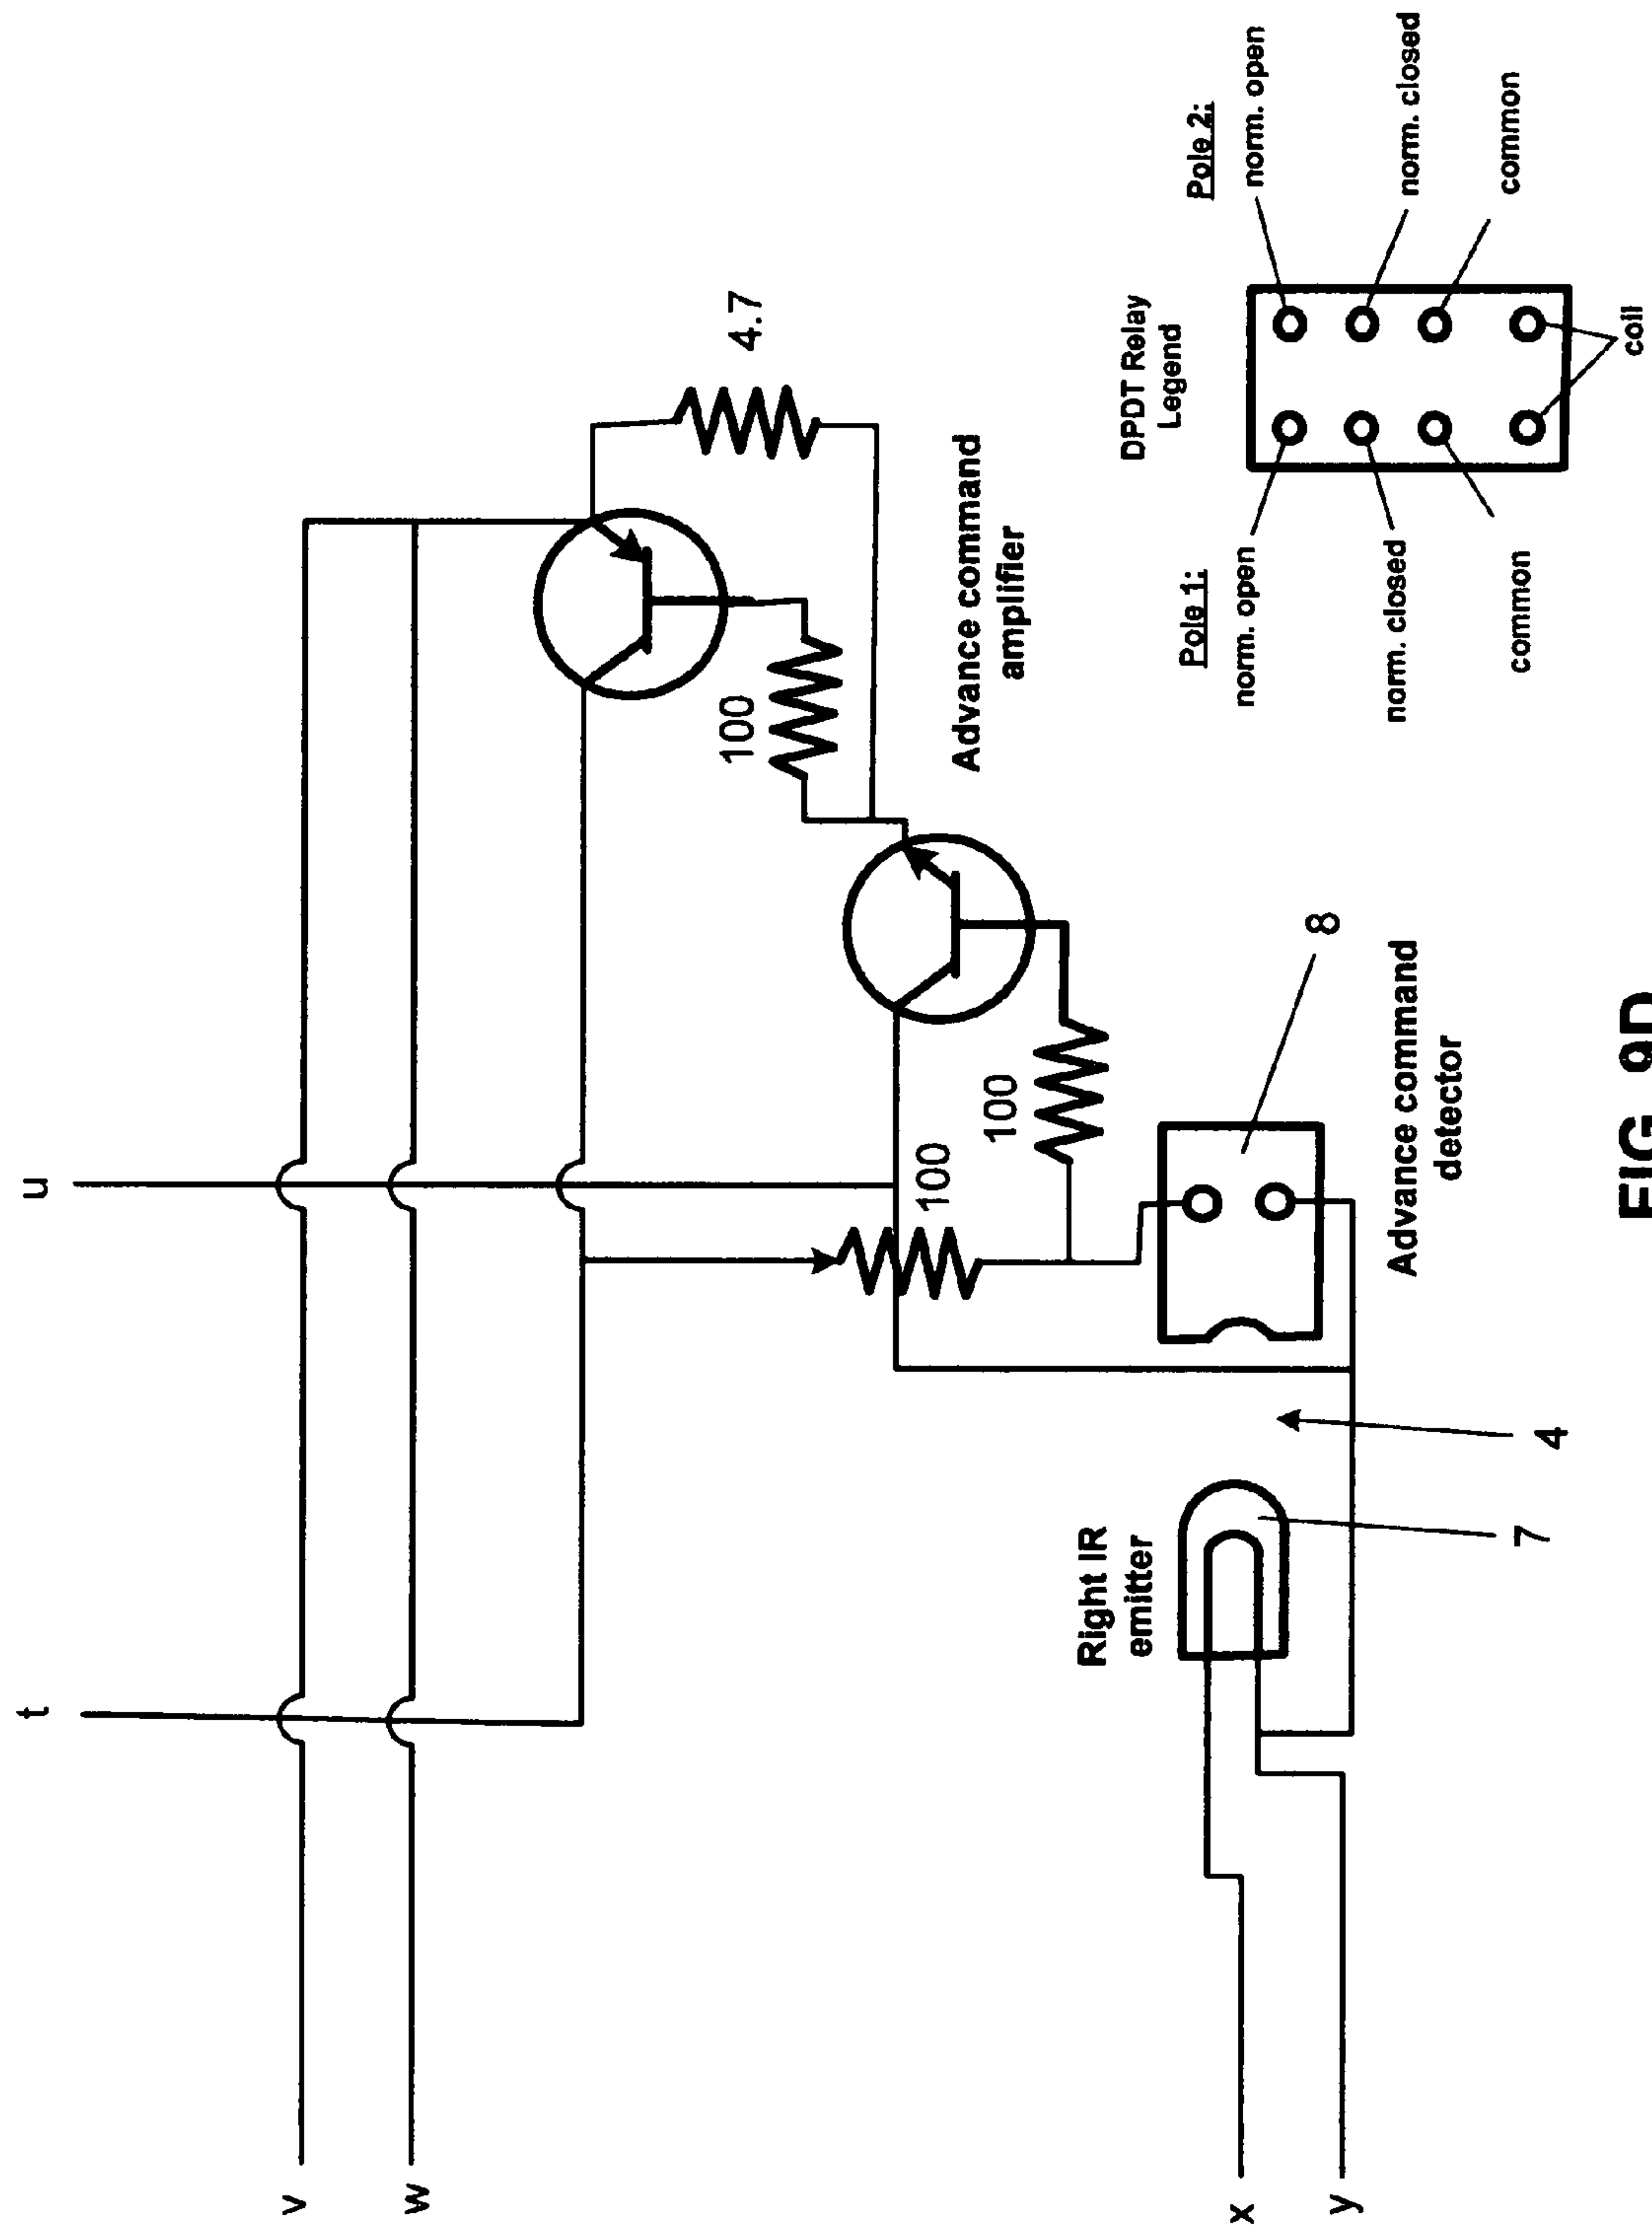 u
t
v
w
4.7
100
Advance command
amplifier
100
100
8
Advance command
detector
Right IR
emitter
4
7
x
y
DPDT Relay
Legend
Pole 1:
norm. open
norm. closed
common
Pole 2:
norm. open
norm. closed
common
coil
FIG. 9D